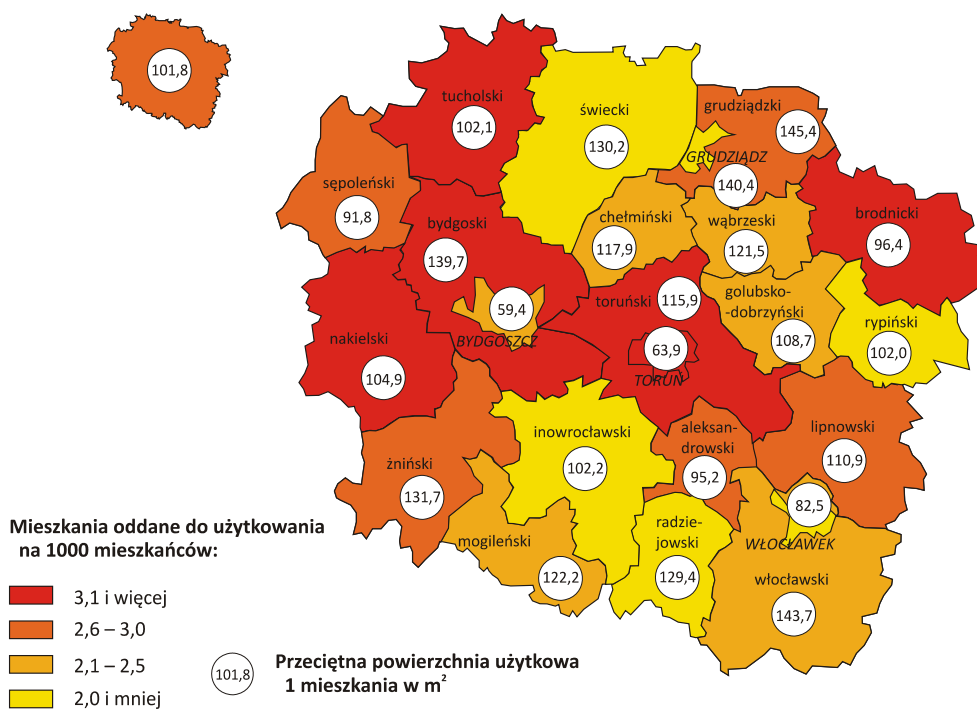 101,8
tucholski
102,1
świecki
130,2
grudziądzki
145,4
GRUDZIĄDZ
140,4
sępoleński
91,8
bydgoski
139,7
chełmiński
117,9
wąbrzeski
121,5
brodnicki
96,4
59,4
BYDGOSZCZ
toruński
115,9
63,9
TORUŃ
golubsko-
-dobrzyński
108,7
rypiński
102,0
nakielski
104,9
inowrocławski
102,2
aleksan-
drowski
95,2
lipnowski
110,9
żniński
131,7
82,5
WŁOCŁAWEK
mogileński
122,2
radzie-
jowski
129,4
włocławski
143,7
Mieszkania oddane do użytkowania
na 1000 mieszkańców:
3,1 i więcej
2,6 – 3,0
2,1 – 2,5
2,0 i mniej
101,8
Przeciętna powierzchnia użytkowa
1 mieszkania w m²